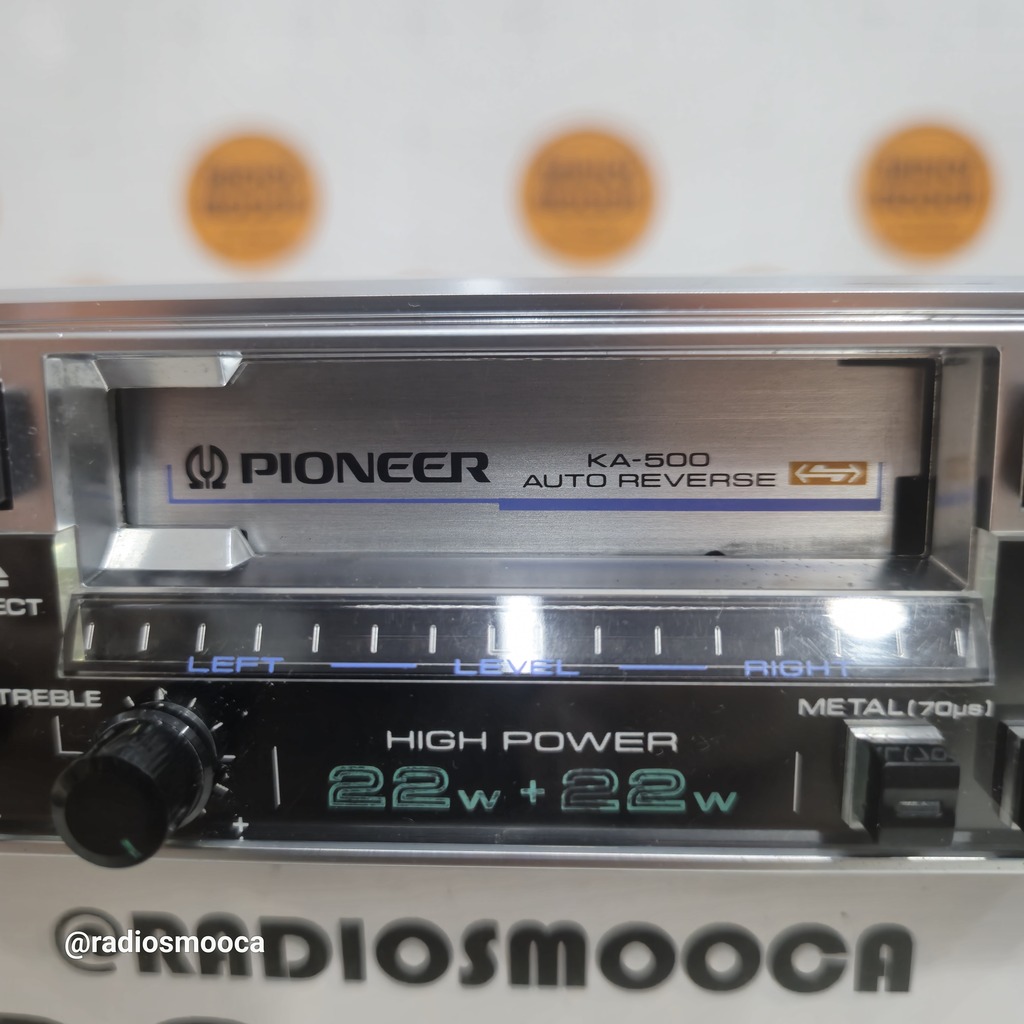 PIONEER
KA-500
AUTO REVERSE
ECT
LEFT LEVEL RIGHT
TREBLE
METAL(70µs)
HIGH POWER
22W + 22W
+
@RADIOSMOOCA
@radiosmooca